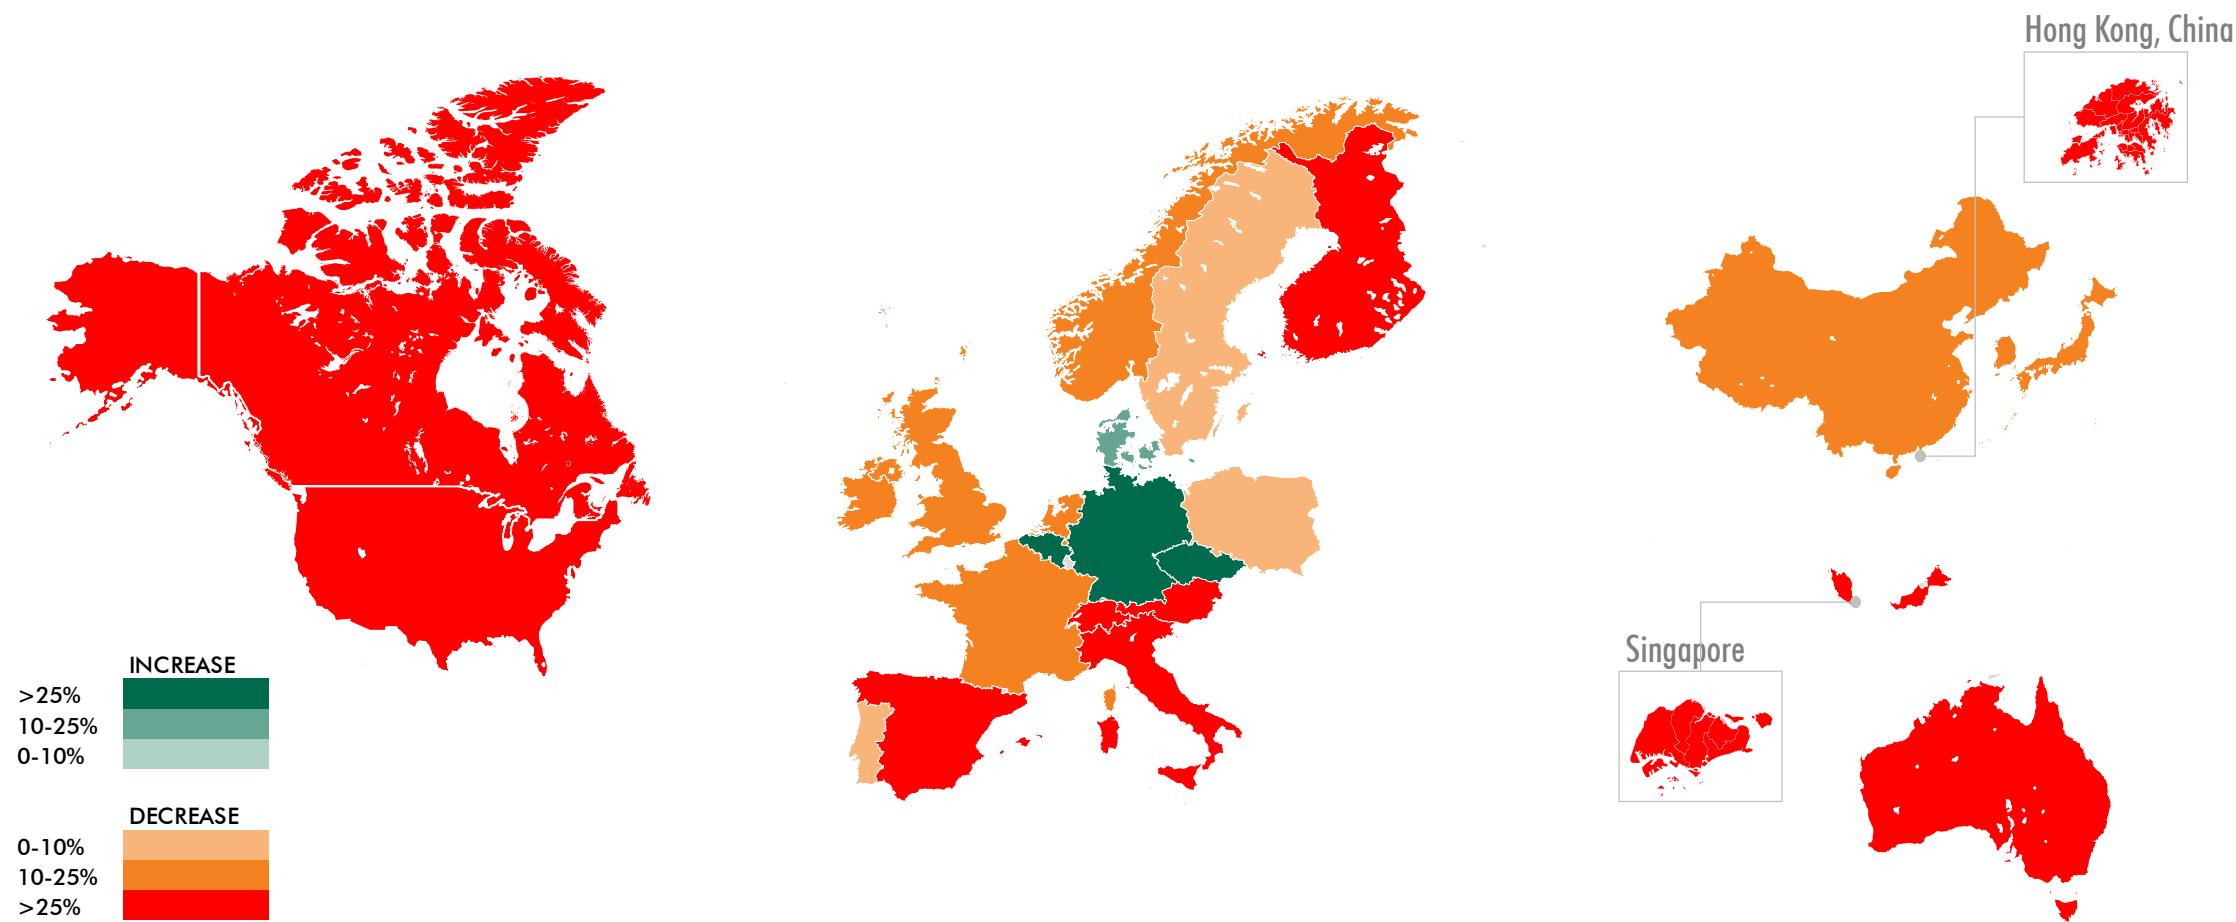 Hong Kong, China
Singapore
INCREASE
>25%
10-25%
0-10%
DECREASE
0-10%
10-25%
>25%